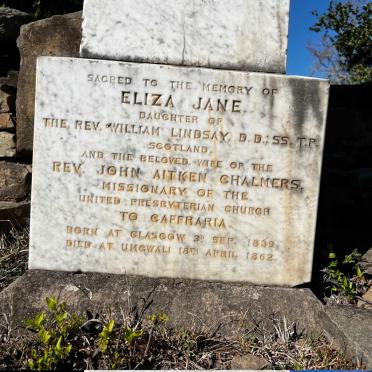 SACRED TO THE MEMORY OF
ELIZA JANE.
DAUGHTER OF
THE REV. WILLIAM LINDSAY, D.D., SS. T.P.
SCOTLAND,
AND THE BELOVED WIFE OF THE
REV. JOHN AITKEN CHALMERS,
MISSIONARY OF THE
UNITED PRESBYTERIAN CHURCH
TO CAFFRARIA.
BORN AT GLASGOW 3D SEP. 1839.
DIED AT UMGWALI 18TH APRIL 1862.